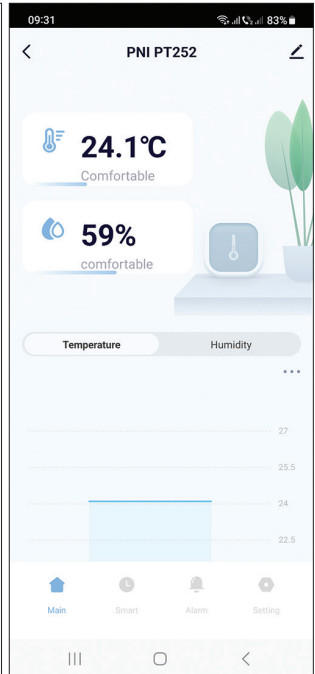 09:31 83%
PNI PT252
24.1°C
Comfortable
59%
comfortable
Temperature Humidity
27
25.5
24
22.5
Main Smart Alarm Setting